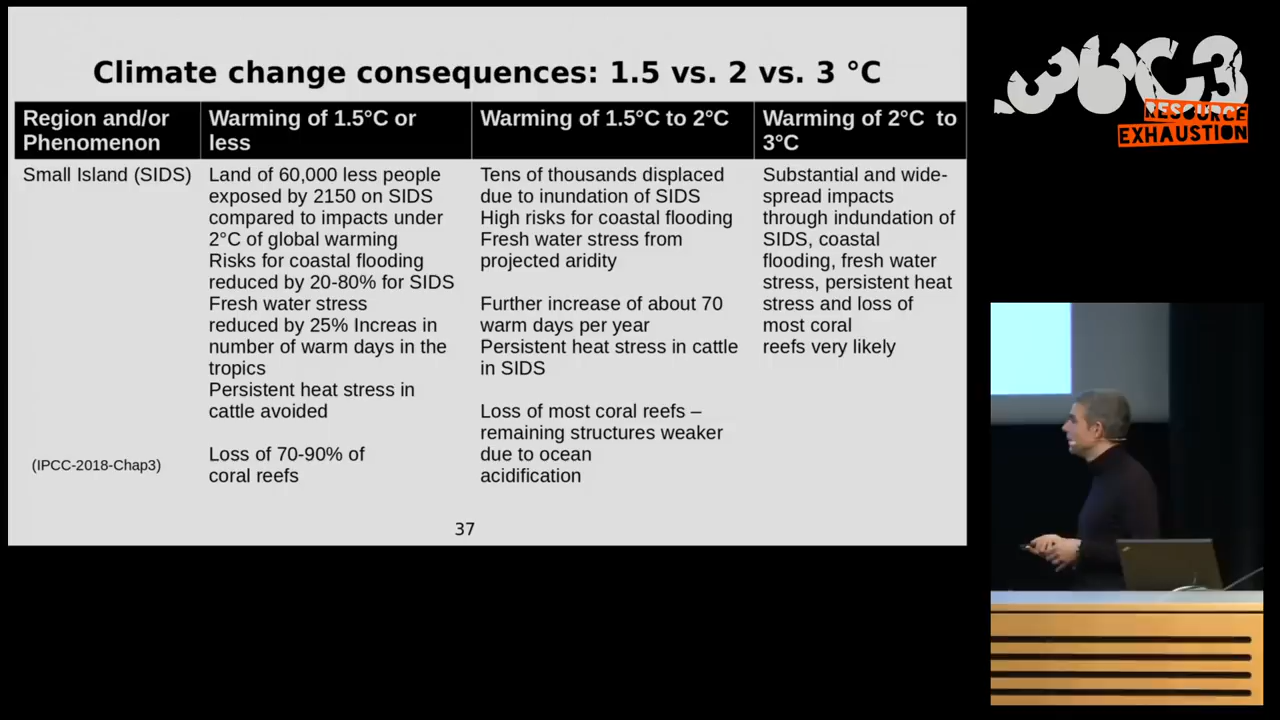 Climate change consequences: 1.5 vs. 2 vs. 3 °C
Region and/or
Phenomenon
Warming of 1.5°C or
less
Warming of 1.5°C to 2°C
Warming of 2°C  to
3°C
Small Island (SIDS)
(IPCC-2018-Chap3)
Land of 60,000 less people
exposed by 2150 on SIDS
compared to impacts under
2°C of global warming
Risks for coastal flooding
reduced by 20-80% for SIDS
Fresh water stress
reduced by 25% Increas in
number of warm days in the
tropics
Persistent heat stress in
cattle avoided
Loss of 70-90% of
coral reefs
Tens of thousands displaced
due to inundation of SIDS
High risks for coastal flooding
Fresh water stress from
projected aridity
Further increase of about 70
warm days per year
Persistent heat stress in cattle
in SIDS
Loss of most coral reefs –
remaining structures weaker
due to ocean
acidification
Substantial and wide-
spread impacts
through indundation of
SIDS, coastal
flooding, fresh water
stress, persistent heat
stress and loss of
most coral
reefs very likely
37
36C3
RESOURCE
EXHAUSTION